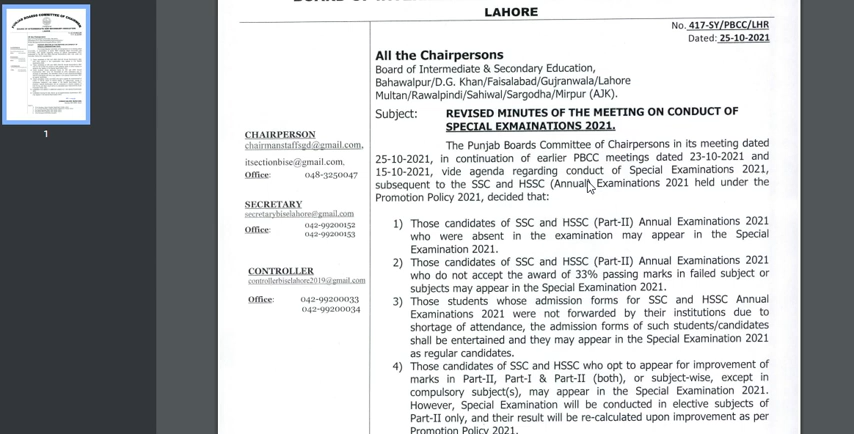 LAHORE
No. 417-SY/PBCC/LHR
Dated: 25-10-2021
All the Chairpersons
Board of Intermediate & Secondary Education,
Bahawalpur/D.G. Khan/Faisalabad/Gujranwala/Lahore
Multan/Rawalpindi/Sahiwal/Sargodha/Mirpur (AJK).
Subject: REVISED MINUTES OF THE MEETING ON CONDUCT OF
SPECIAL EXMAINATIONS 2021.
CHAIRPERSON
chairmanstaffsgd@gmail.com,
itsectionbise@gmail.com,
Office: 048-3250047
SECRETARY
secretarybiselahore@gmail.com
Office: 042-99200152
042-99200153
CONTROLLER
controllerbiselahore2019@gmail.com
Office: 042-99200033
042-99200034
The Punjab Boards Committee of Chairpersons in its meeting dated
25-10-2021, in continuation of earlier PBCC meetings dated 23-10-2021 and
15-10-2021, vide agenda regarding conduct of Special Examinations 2021,
subsequent to the SSC and HSSC (Annual) Examinations 2021 held under the
Promotion Policy 2021, decided that:
1) Those candidates of SSC and HSSC (Part-II) Annual Examinations 2021
who were absent in the examination may appear in the Special
Examination 2021.
2) Those candidates of SSC and HSSC (Part-II) Annual Examinations 2021
who do not accept the award of 33% passing marks in failed subject or
subjects may appear in the Special Examination 2021.
3) Those students whose admission forms for SSC and HSSC Annual
Examinations 2021 were not forwarded by their institutions due to
shortage of attendance, the admission forms of such students/candidates
shall be entertained and they may appear in the Special Examination 2021
as regular candidates.
4) Those candidates of SSC and HSSC who opt to appear for improvement of
marks in Part-II, Part-I & Part-II (both), or subject-wise, except in
compulsory subject(s), may appear in the Special Examination 2021.
However, Special Examination will be conducted in elective subjects of
Part-II only, and their result will be re-calculated upon improvement as per
Promotion Policy 2021.
1